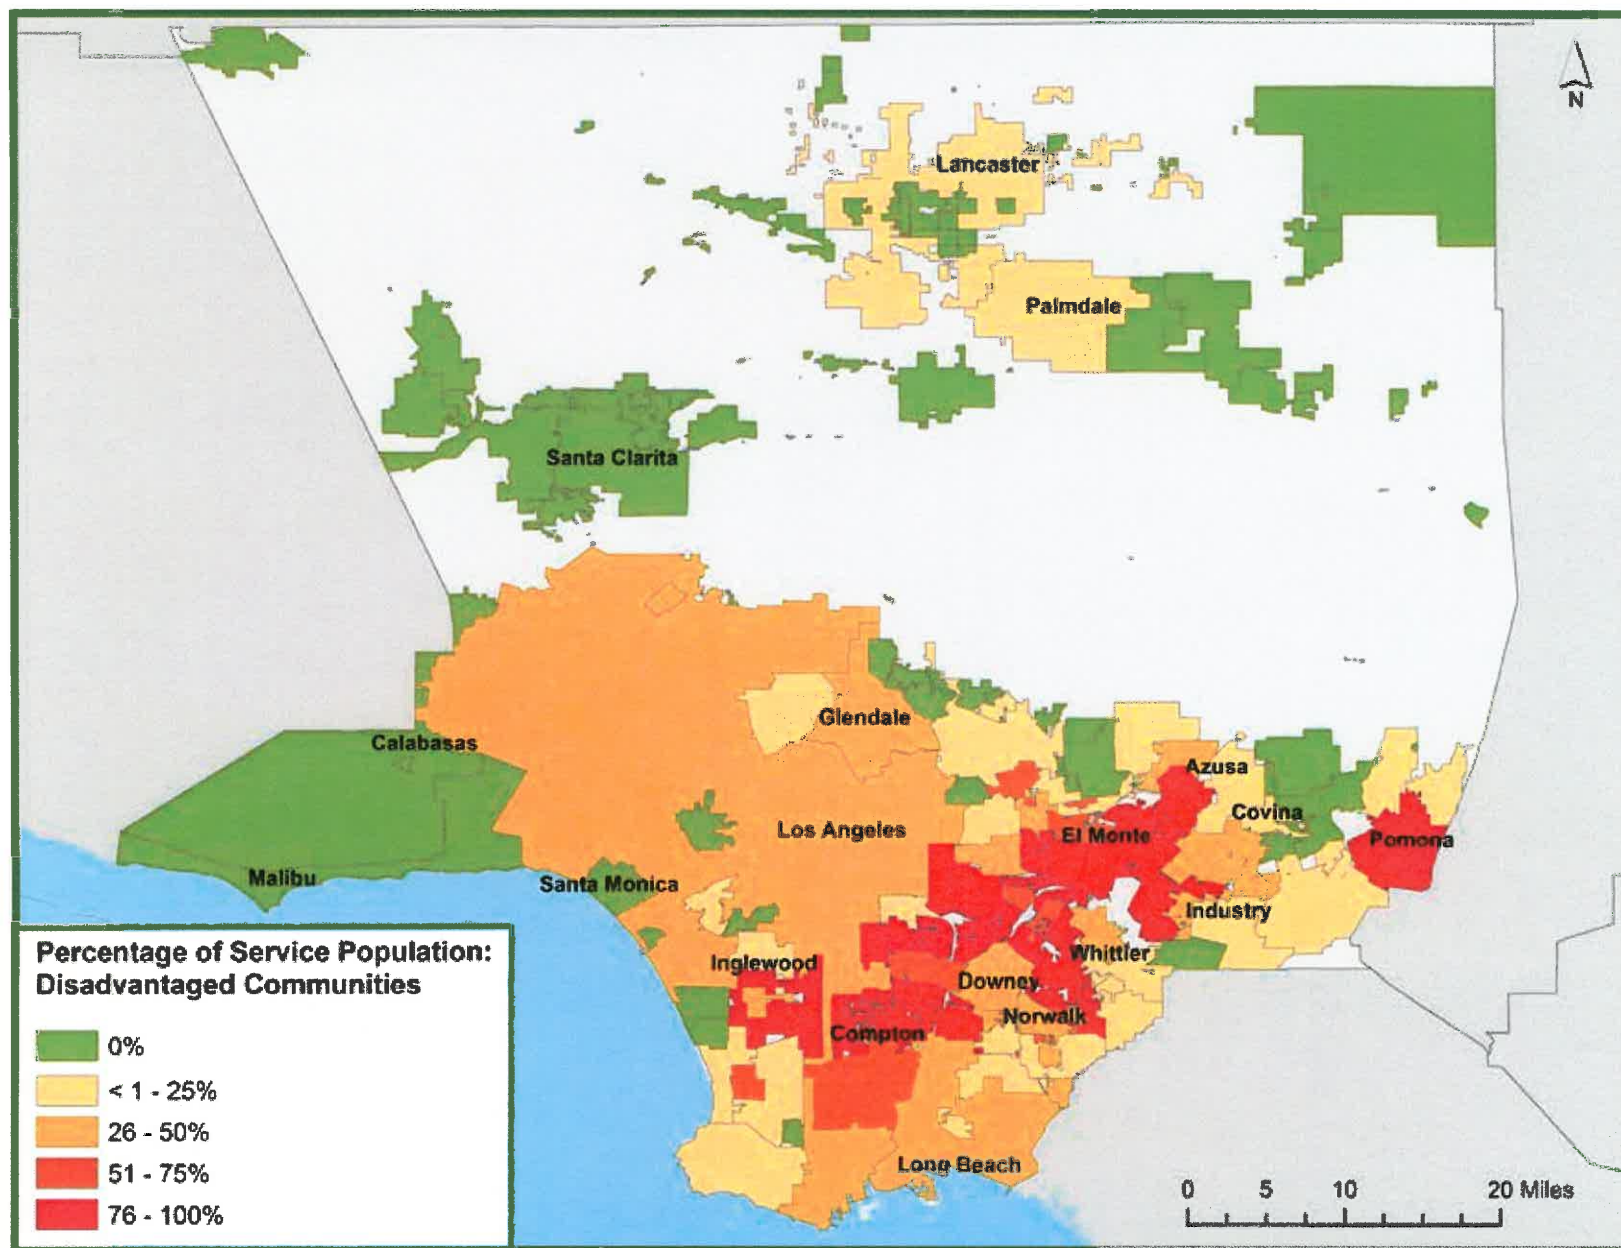 N
Lancaster
Palmdale
Santa Clarita
Glendale
Calabasas
Azusa
Covina
Los Angeles
El Monte
Pomona
Malibu
Santa Monica
Industry
Whittier
Inglewood
Downey
Norwalk
Compton
Long Beach
Percentage of Service Population:
Disadvantaged Communities
0%
< 1 - 25%
26 - 50%
51 - 75%
76 - 100%
0 5 10 20 Miles